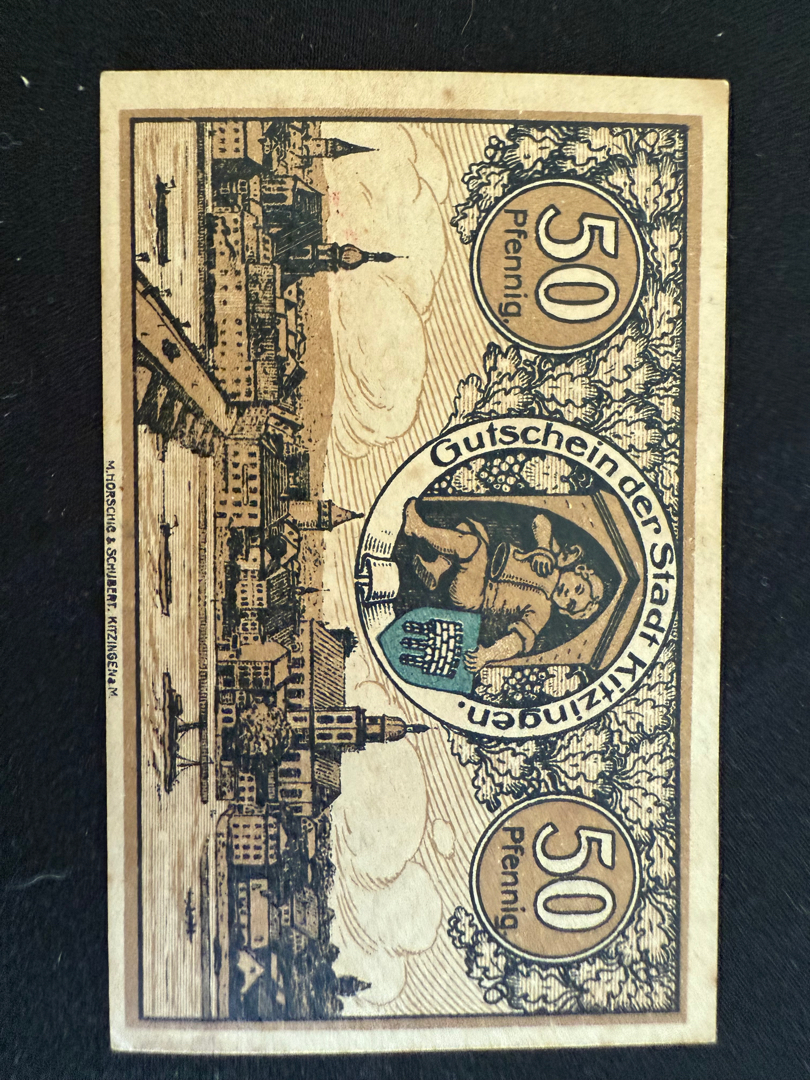 50
Pfennig.
Gutschein der Stadt Kitzingen.
50
Pfennig.
M. HORSCHIG & SCHUBERT. KITZINGEN a. M.